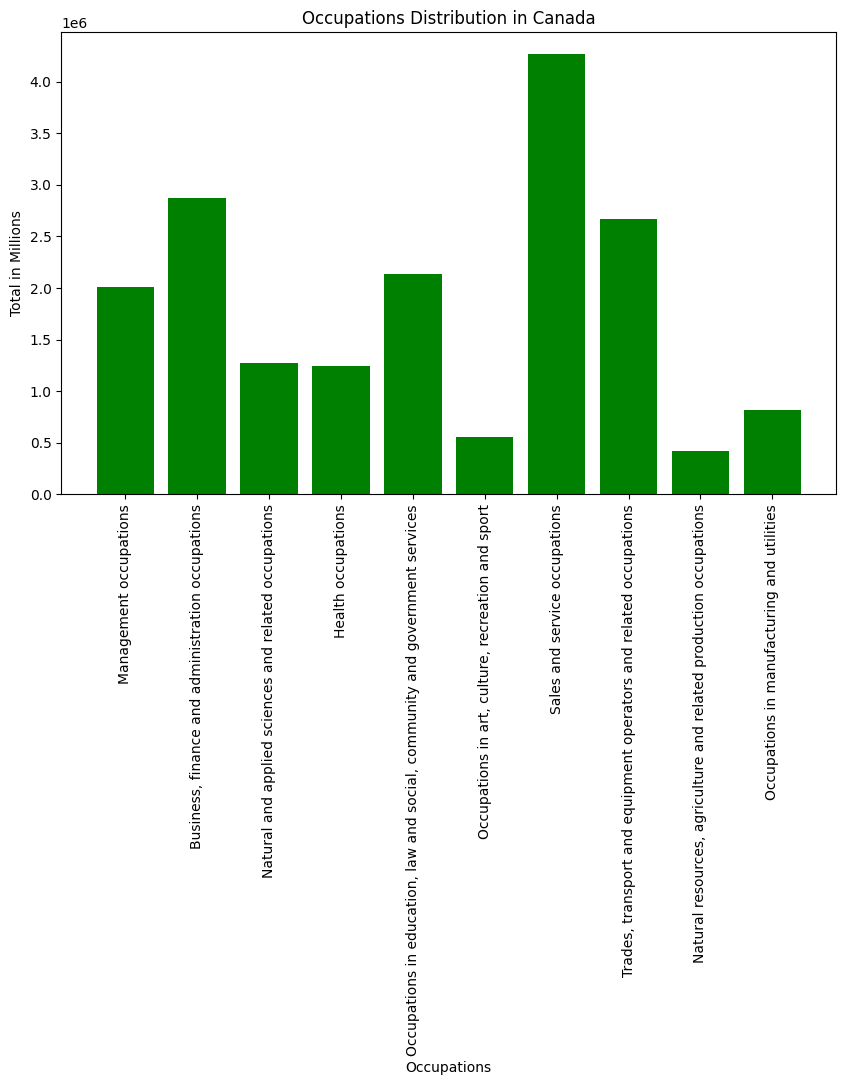 Occupations Distribution in Canada
1e6
4.0
3.5
3.0
2.5
2.0
1.5
1.0
0.5
0.0
Total in Millions
Management occupations
Business, finance and administration occupations
Natural and applied sciences and related occupations
Health occupations
Occupations in education, law and social, community and government services
Occupations in art, culture, recreation and sport
Sales and service occupations
Trades, transport and equipment operators and related occupations
Natural resources, agriculture and related production occupations
Occupations in manufacturing and utilities
Occupations